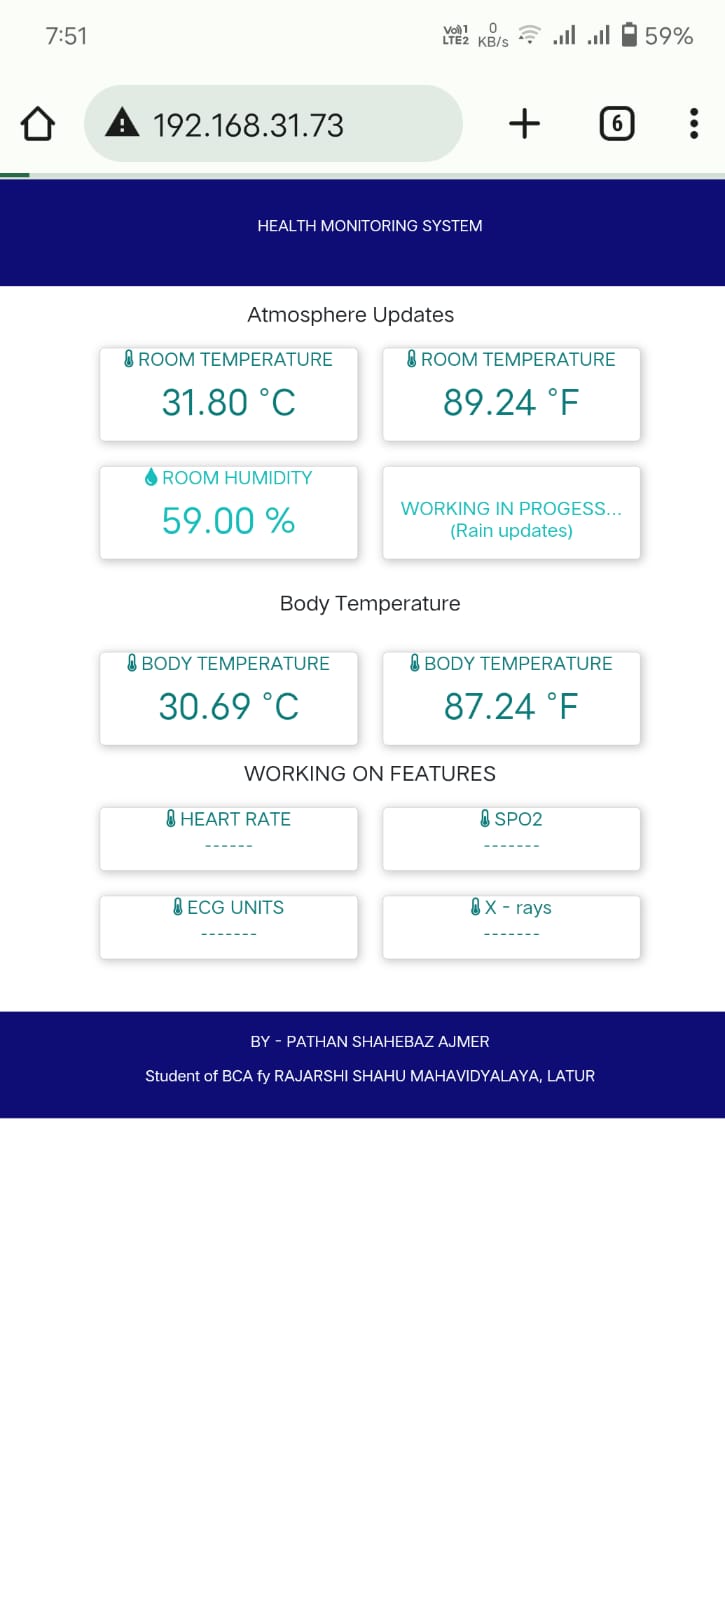 7:51
Vo)) 1
LTE2
0
KB/s
59%
192.168.31.73
6
HEALTH MONITORING SYSTEM
Atmosphere Updates
ROOM TEMPERATURE
31.80 °C
ROOM TEMPERATURE
89.24 °F
ROOM HUMIDITY
59.00 %
WORKING IN PROGESS...
(Rain updates)
Body Temperature
BODY TEMPERATURE
30.69 °C
BODY TEMPERATURE
87.24 °F
WORKING ON FEATURES
HEART RATE
------
SPO2
-------
ECG UNITS
-------
X - rays
-------
BY - PATHAN SHAHEBAZ AJMER
Student of BCA fy RAJARSHI SHAHU MAHAVIDYALAYA, LATUR